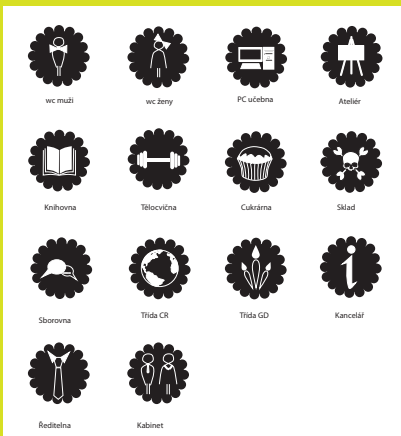 wc muži
wc ženy
PC učebna
Ateliér
Knihovna
Tělocvična
Cukrárna
Sklad
Sborovna
Třída CR
Třída GD
Kancelář
Ředitelna
Kabinet